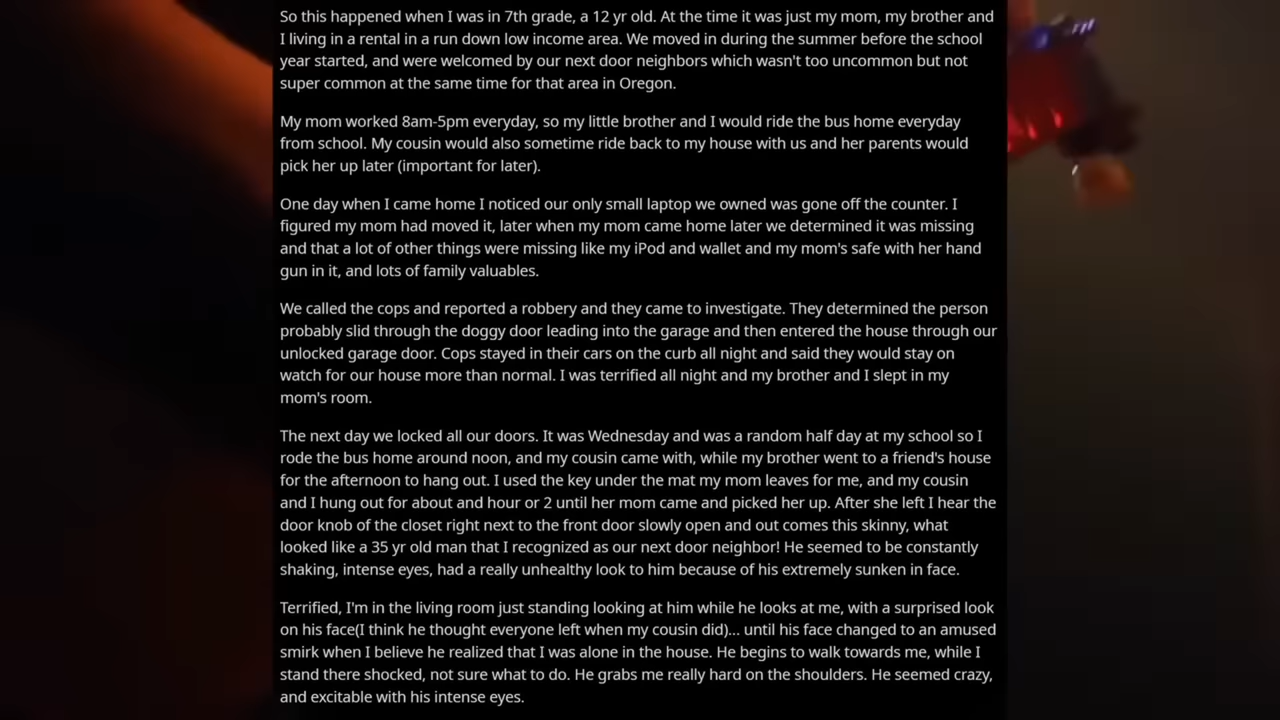 So this happened when I was in 7th grade, a 12 yr old. At the time it was just my mom, my brother and
I living in a rental in a run down low income area. We moved in during the summer before the school
year started, and were welcomed by our next door neighbors which wasn't too uncommon but not
super common at the same time for that area in Oregon.
My mom worked 8am-5pm everyday, so my little brother and I would ride the bus home everyday
from school. My cousin would also sometime ride back to my house with us and her parents would
pick her up later (important for later).
One day when I came home I noticed our only small laptop we owned was gone off the counter. I
figured my mom had moved it, later when my mom came home later we determined it was missing
and that a lot of other things were missing like my iPod and wallet and my mom's safe with her hand
gun in it, and lots of family valuables.
We called the cops and reported a robbery and they came to investigate. They determined the person
probably slid through the doggy door leading into the garage and then entered the house through our
unlocked garage door. Cops stayed in their cars on the curb all night and said they would stay on
watch for our house more than normal. I was terrified all night and my brother and I slept in my
mom's room.
The next day we locked all our doors. It was Wednesday and was a random half day at my school so I
rode the bus home around noon, and my cousin came with, while my brother went to a friend's house
for the afternoon to hang out. I used the key under the mat my mom leaves for me, and my cousin
and I hung out for about and hour or 2 until her mom came and picked her up. After she left I hear the
door knob of the closet right next to the front door slowly open and out comes this skinny, what
looked like a 35 yr old man that I recognized as our next door neighbor! He seemed to be constantly
shaking, intense eyes, had a really unhealthy look to him because of his extremely sunken in face.
Terrified, I'm in the living room just standing looking at him while he looks at me, with a surprised look
on his face(I think he thought everyone left when my cousin did)... until his face changed to an amused
smirk when I believe he realized that I was alone in the house. He begins to walk towards me, while I
stand there shocked, not sure what to do. He grabs me really hard on the shoulders. He seemed crazy,
and excitable with his intense eyes.